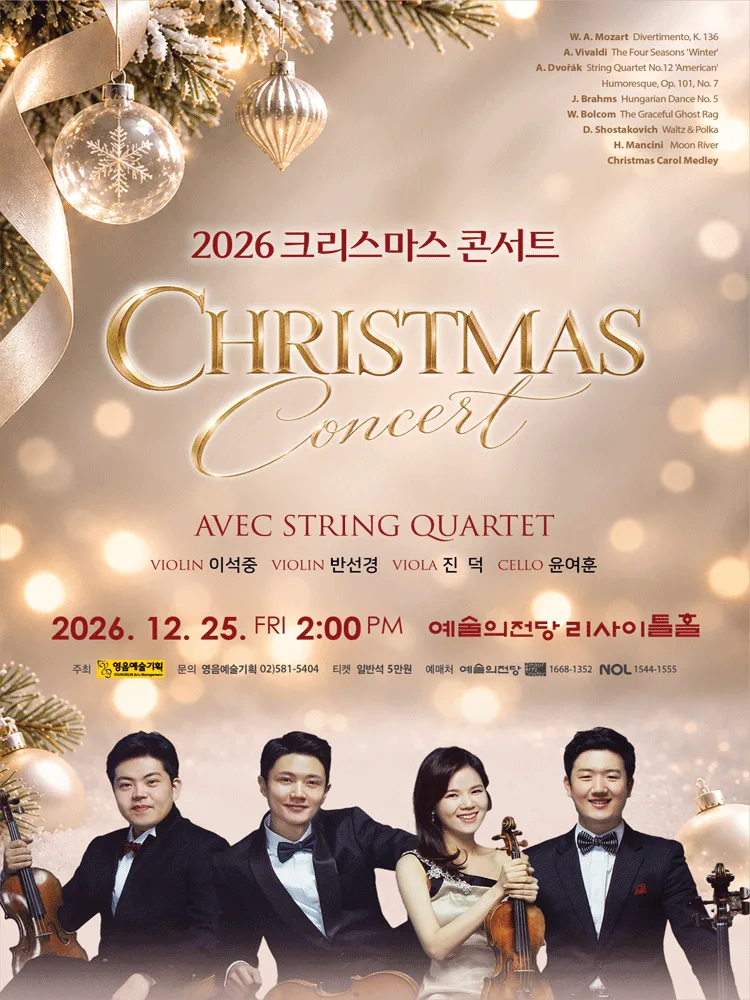 W. A. Mozart Divertimento, K. 136
A. Vivaldi The Four Seasons 'Winter'
A. Dvořák String Quartet No.12 'American'
Humoresque, Op. 101, No. 7
J. Brahms Hungarian Dance No. 5
W. Bolcom The Graceful Ghost Rag
D. Shostakovich Waltz & Polka
H. Mancini Moon River
Christmas Carol Medley
2026 크리스마스 콘서트
CHRISTMAS
Concert
AVEC STRING QUARTET
VIOLIN 이석중 VIOLIN 반선경 VIOLA 진 덕 CELLO 윤여훈
2026. 12. 25. FRI 2:00 PM 예술의전당 리사이틀홀
주최 영음예술기획 문의 영음예술기획 02)581-5404 티켓 일반석 5만원 예매처 예술의전당 1668-1352 NOL 1544-1555